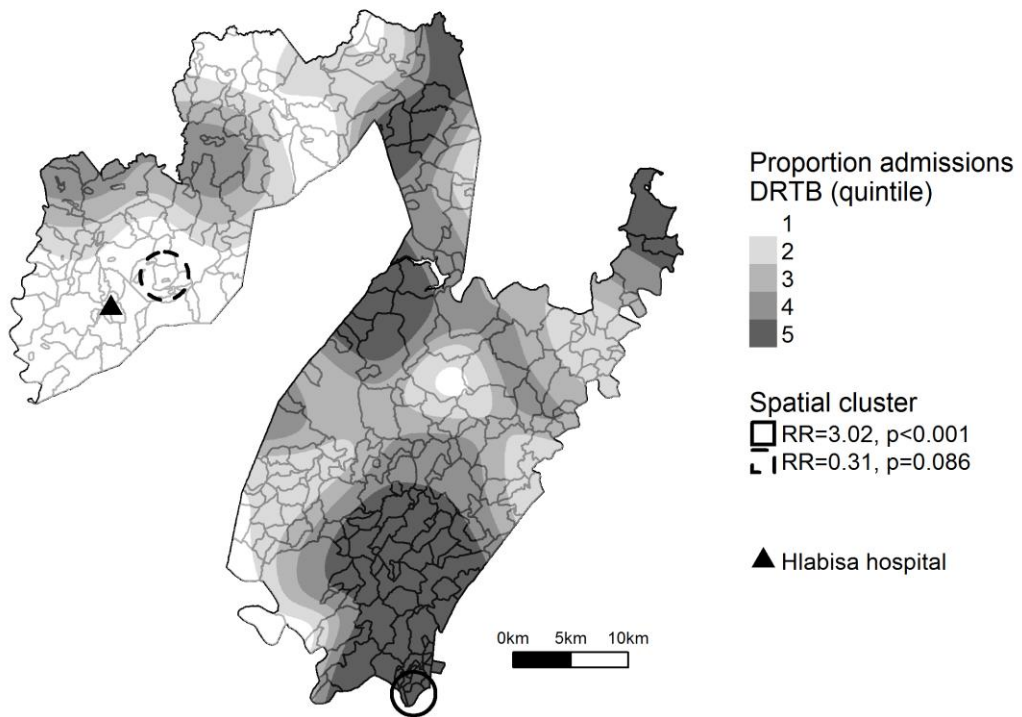 Proportion admissions
DRTB (quintile)
1
2
3
4
5
Spatial cluster
RR=3.02, p<0.001
RR=0.31, p=0.086
Hlabisa hospital
0km 5km 10km